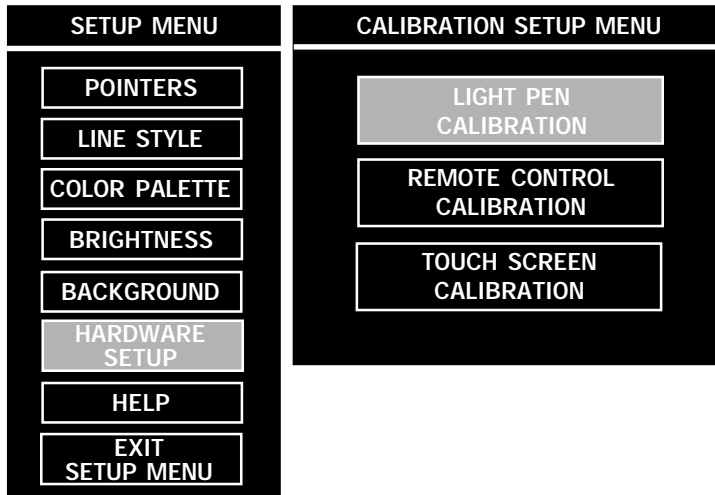 SETUP MENU
POINTERS
LINE STYLE
COLOR PALETTE
BRIGHTNESS
BACKGROUND
HARDWARE
SETUP
HELP
EXIT
SETUP MENU
CALIBRATION SETUP MENU
LIGHT PEN
CALIBRATION
REMOTE CONTROL
CALIBRATION
TOUCH SCREEN
CALIBRATION